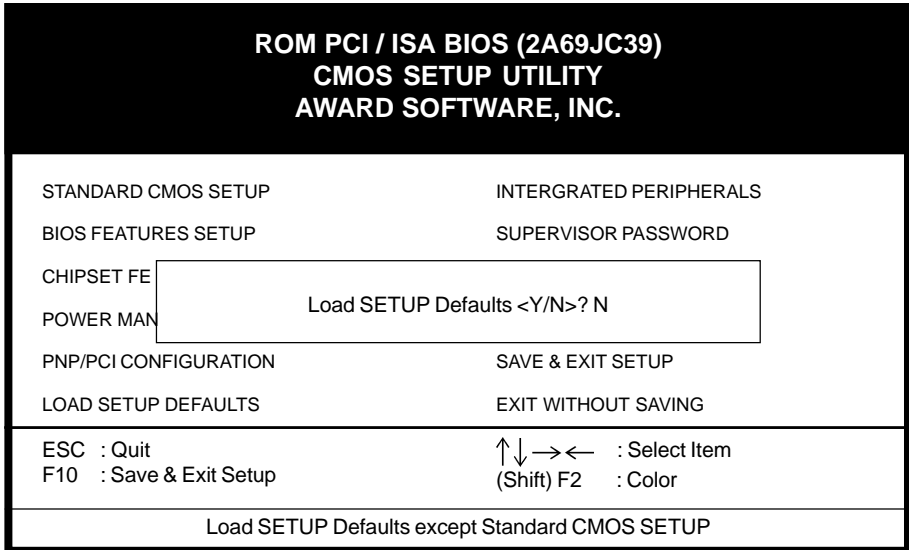 ROM PCI / ISA BIOS (2A69JC39)
CMOS SETUP UTILITY
AWARD SOFTWARE, INC.
STANDARD CMOS SETUP
INTERGRATED PERIPHERALS
BIOS FEATURES SETUP
SUPERVISOR PASSWORD
CHIPSET FE
Load SETUP Defaults <Y/N>? N
POWER MAN
PNP/PCI CONFIGURATION
SAVE & EXIT SETUP
LOAD SETUP DEFAULTS
EXIT WITHOUT SAVING
ESC : Quit
↑↓→← : Select Item
F10 : Save & Exit Setup
(Shift) F2 : Color
Load SETUP Defaults except Standard CMOS SETUP